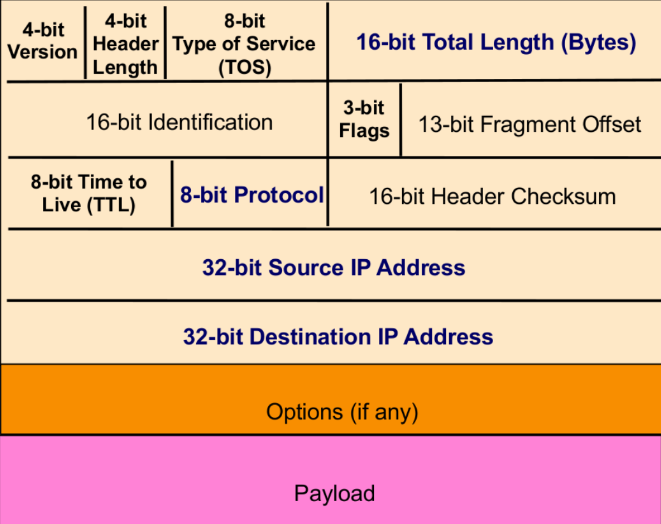 4-bit
Version
4-bit
Header
Length
8-bit
Type of Service
(TOS)
16-bit Total Length (Bytes)
16-bit Identification
3-bit
Flags
13-bit Fragment Offset
8-bit Time to
Live (TTL)
8-bit Protocol
16-bit Header Checksum
32-bit Source IP Address
32-bit Destination IP Address
Options (if any)
Payload